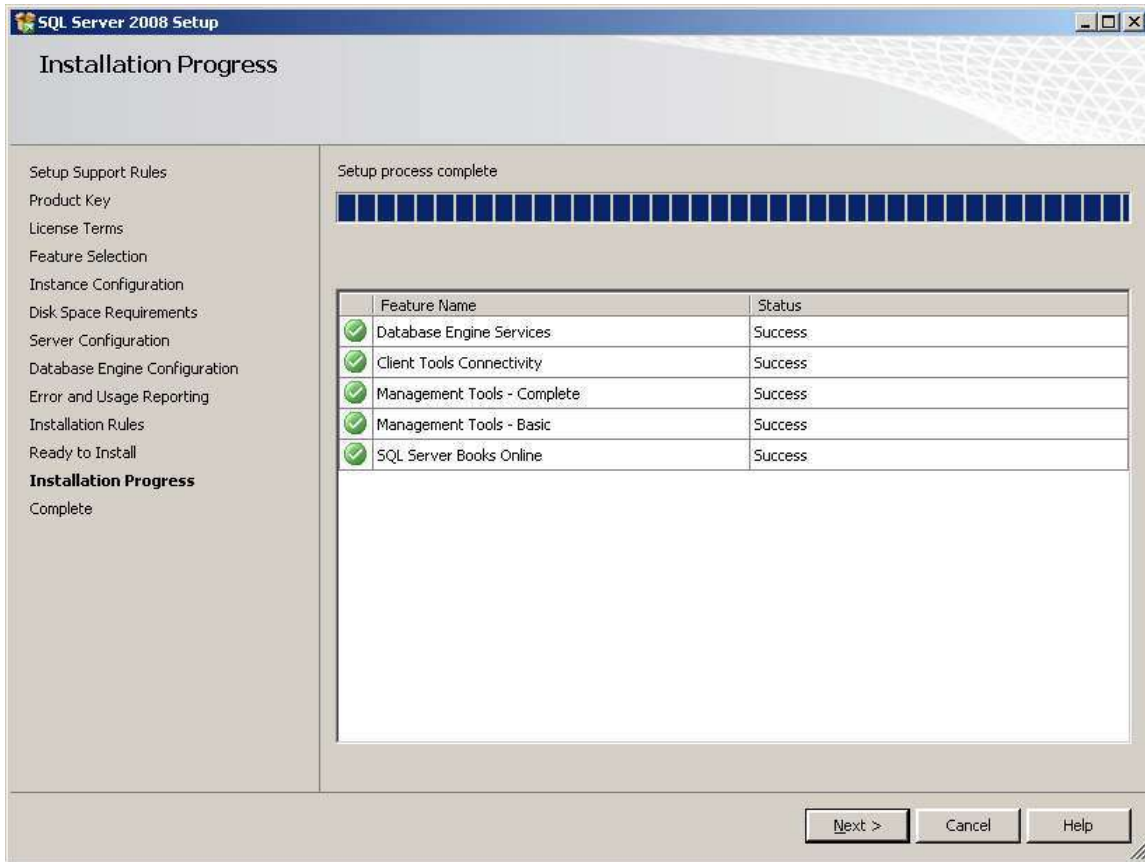 SQL Server 2008 Setup
Installation Progress
Setup Support Rules
Product Key
License Terms
Feature Selection
Instance Configuration
Disk Space Requirements
Server Configuration
Database Engine Configuration
Error and Usage Reporting
Installation Rules
Ready to Install
Installation Progress
Complete
Setup process complete
Feature Name Status
Database Engine Services Success
Client Tools Connectivity Success
Management Tools - Complete Success
Management Tools - Basic Success
SQL Server Books Online Success
Next > Cancel Help